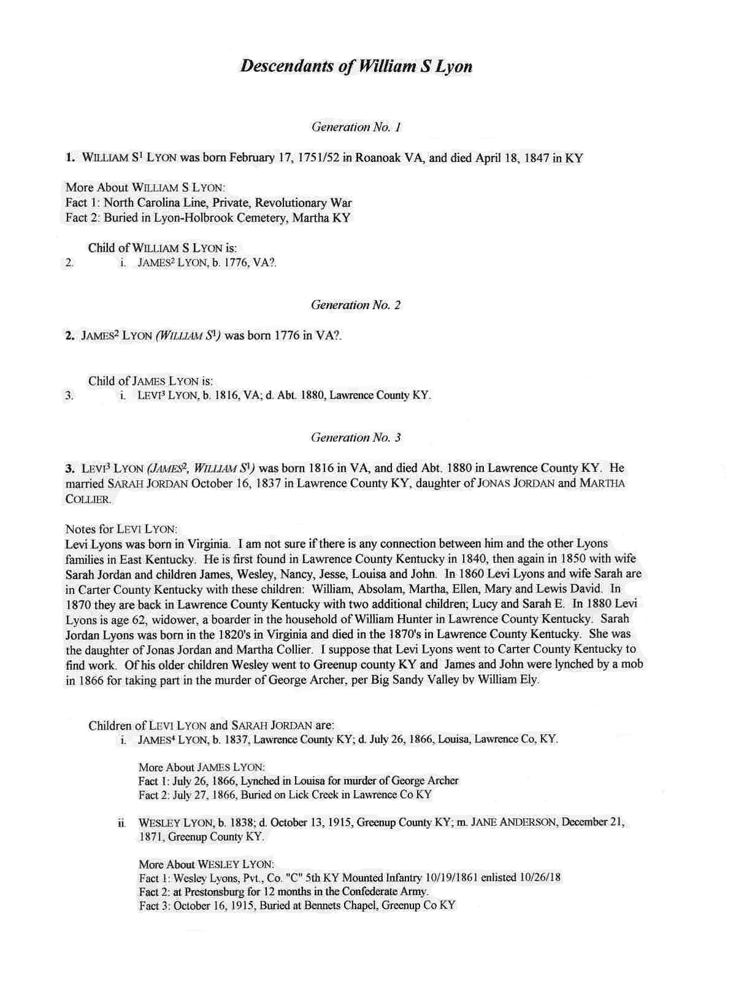 Descendants of William S Lyon
Generation No. 1
1. WILLIAM S¹ LYON was born February 17, 1751/52 in Roanoak VA, and died April 18, 1847 in KY
More About WILLIAM S LYON:
Fact 1: North Carolina Line, Private, Revolutionary War
Fact 2: Buried in Lyon-Holbrook Cemetery, Martha KY
Child of WILLIAM S LYON is:
2. i. JAMES² LYON, b. 1776, VA?.
Generation No. 2
2. JAMES² LYON (WILLIAM S¹) was born 1776 in VA?.
Child of JAMES LYON is:
3. i. LEVI³ LYON, b. 1816, VA; d. Abt. 1880, Lawrence County KY.
Generation No. 3
3. LEVI³ LYON (JAMES², WILLIAM S¹) was born 1816 in VA, and died Abt. 1880 in Lawrence County KY. He
married SARAH JORDAN October 16, 1837 in Lawrence County KY, daughter of JONAS JORDAN and MARTHA
COLLIER.
Notes for LEVI LYON:
Levi Lyons was born in Virginia. I am not sure if there is any connection between him and the other Lyons
families in East Kentucky. He is first found in Lawrence County Kentucky in 1840, then again in 1850 with wife
Sarah Jordan and children James, Wesley, Nancy, Jesse, Louisa and John. In 1860 Levi Lyons and wife Sarah are
in Carter County Kentucky with these children: William, Absolam, Martha, Ellen, Mary and Lewis David. In
1870 they are back in Lawrence County Kentucky with two additional children; Lucy and Sarah E. In 1880 Levi
Lyons is age 62, widower, a boarder in the household of William Hunter in Lawrence County Kentucky. Sarah
Jordan Lyons was born in the 1820's in Virginia and died in the 1870's in Lawrence County Kentucky. She was
the daughter of Jonas Jordan and Martha Collier. I suppose that Levi Lyons went to Carter County Kentucky to
find work. Of his older children Wesley went to Greenup county KY and James and John were lynched by a mob
in 1866 for taking part in the murder of George Archer, per Big Sandy Valley by William Ely.
Children of LEVI LYON and SARAH JORDAN are:
i. JAMES⁴ LYON, b. 1837, Lawrence County KY; d. July 26, 1866, Louisa, Lawrence Co, KY.
More About JAMES LYON:
Fact 1: July 26, 1866, Lynched in Louisa for murder of George Archer
Fact 2: July 27, 1866, Buried on Lick Creek in Lawrence Co KY
ii. WESLEY LYON, b. 1838; d. October 13, 1915, Greenup County KY; m. JANE ANDERSON, December 21,
1871, Greenup County KY.
More About WESLEY LYON:
Fact 1: Wesley Lyons, Pvt., Co. "C" 5th KY Mounted Infantry 10/19/1861 enlisted 10/26/18
Fact 2: at Prestonsburg for 12 months in the Confederate Army.
Fact 3: October 16, 1915, Buried at Bennets Chapel, Greenup Co KY